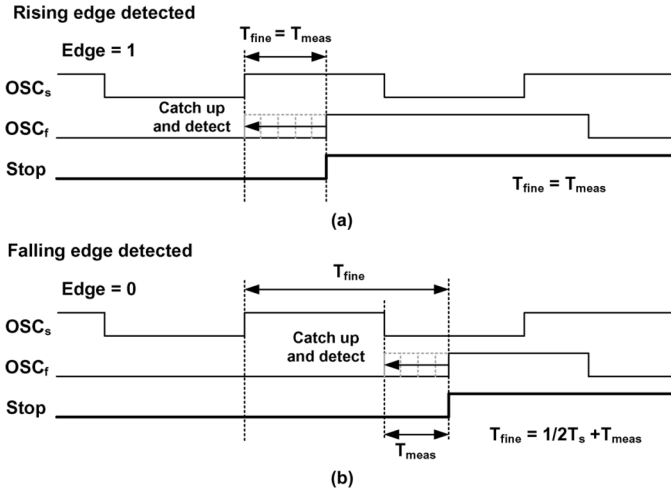 Rising edge detected
Edge = 1
T_fine = T_meas
OSC_s
Catch up
and detect
OSC_f
Stop
T_fine = T_meas
(a)
Falling edge detected
Edge = 0
T_fine
OSC_s
Catch up
and detect
OSC_f
Stop
T_meas
T_fine = 1/2T_s +T_meas
(b)